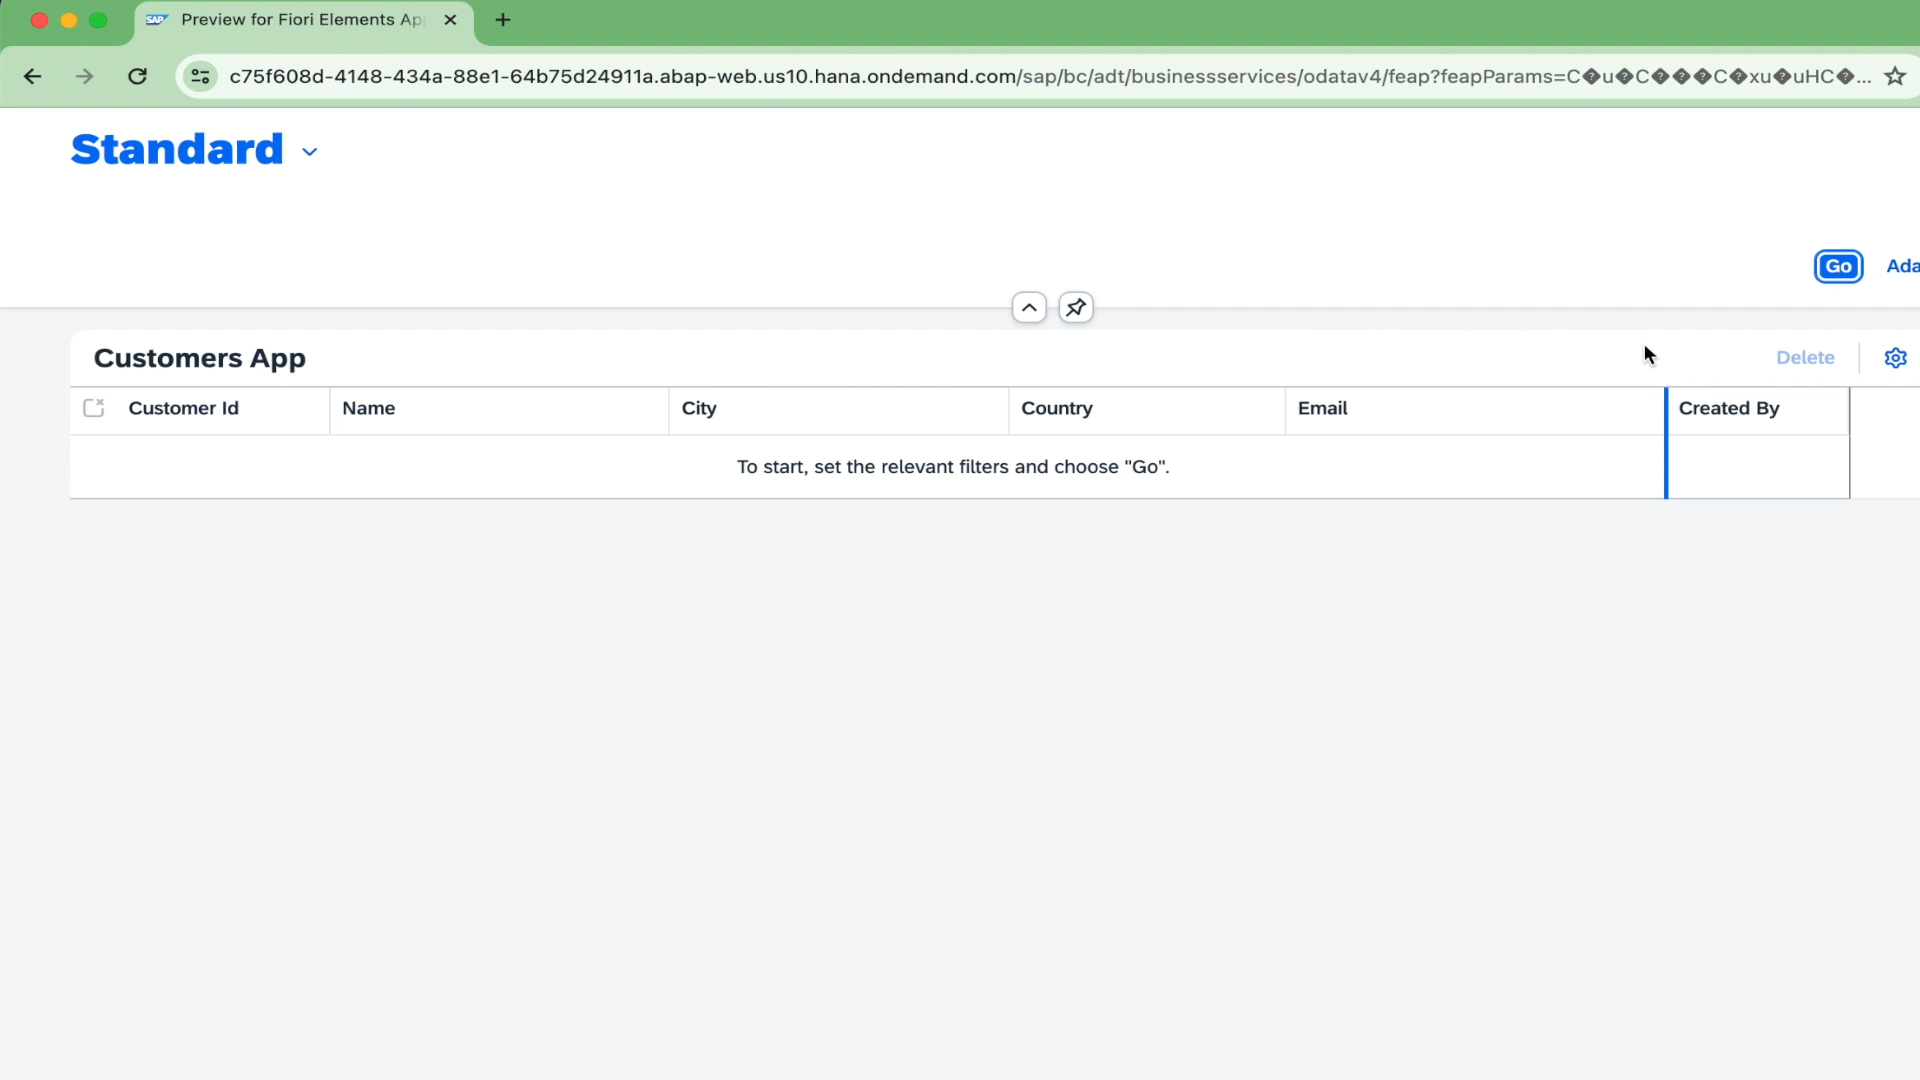 SAP Preview for Fiori Elements Ap
c75f608d-4148-434a-88e1-64b75d24911a.abap-web.us10.hana.ondemand.com/sap/bc/adt/businessservices/odatav4/feap?feapParams=C�u�C���C�xu�uHC�...
Standard
Go Ada
Customers App Delete
Customer Id Name City Country Email Created By
To start, set the relevant filters and choose "Go".